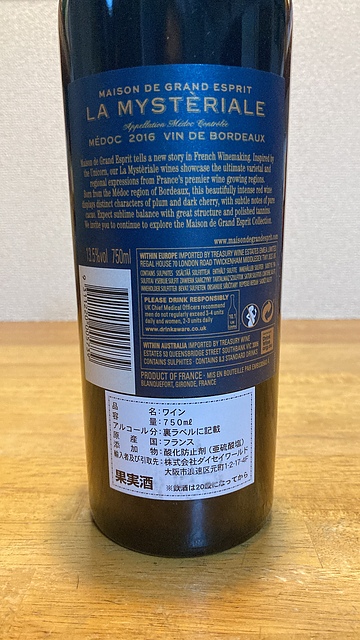 MAISON DE GRAND ESPRIT
LA MYSTÈRIALE
Appellation Médoc Contrôlée
MÉDOC 2016 VIN DE BORDEAUX
Maison de Grand Esprit tells a new story in French Winemaking. Inspired by
the Unicorn, our La Mystèriale wines showcase the ultimate varietal and
regional expressions from France's premier wine growing regions.
Born from the Médoc region of Bordeaux, this beautifully intense red wine
displays distinct characters of plum and dark cherry, with subtle notes of pure
cacao. Expect sublime balance with great structure and polished tannins.
We invite you to continue to explore the Maison de Grand Esprit Collection.
www.maisondegrandesprit.com
13.5%vol 750ml
WITHIN EUROPE IMPORTED BY TREASURY WINE ESTATES EMEA LIMITED
REGAL HOUSE 70 LONDON ROAD TWICKENHAM MIDDLESEX
PLEASE DRINK RESPONSIBLY
UK Chief Medical Officers recommend
men do not regularly exceed 3-4 units
daily and women, 2-3 units daily
www.drinkaware.co.uk
WITHIN AUSTRALIA IMPORTED BY TREASURY WINE
ESTATES 58 QUEENSBRIDGE STREET SOUTHBANK VIC
CONTAINS SULPHITES · CONTAINS 8.3 STANDARD DRINKS
PRODUCT OF FRANCE · MIS EN BOUTEILLE PAR
BLANQUEFORT, GIRONDE, FRANCE
品名:ワイン
容量:750mℓ
アルコール分:裏ラベルに記載
原産国:フランス
添加物:酸化防止剤(亜硫酸塩)
輸入者及び引取先:株式会社ダイセイワールド
大阪市浪速区元町1-2-17-4F
果実酒 ※飲酒は20歳になってから